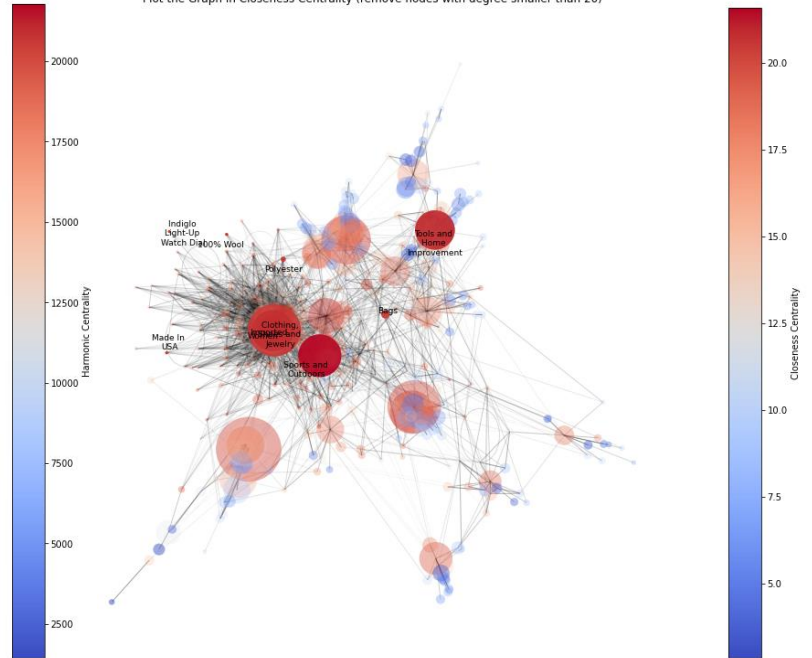 Plot the Graph in Closeness Centrality (remove nodes with degree smaller than 20)
20000
17500
15000
12500
10000
7500
5000
2500
Harmonic Centrality
Indiglo
Light-Up
Watch Dial
100% Wool
Polyester
Tools and
Home
Improvement
Bags
Clothing,
Jewelry
Made In
USA
Sports and
Outdoors
20.0
17.5
15.0
12.5
10.0
7.5
5.0
Closeness Centrality